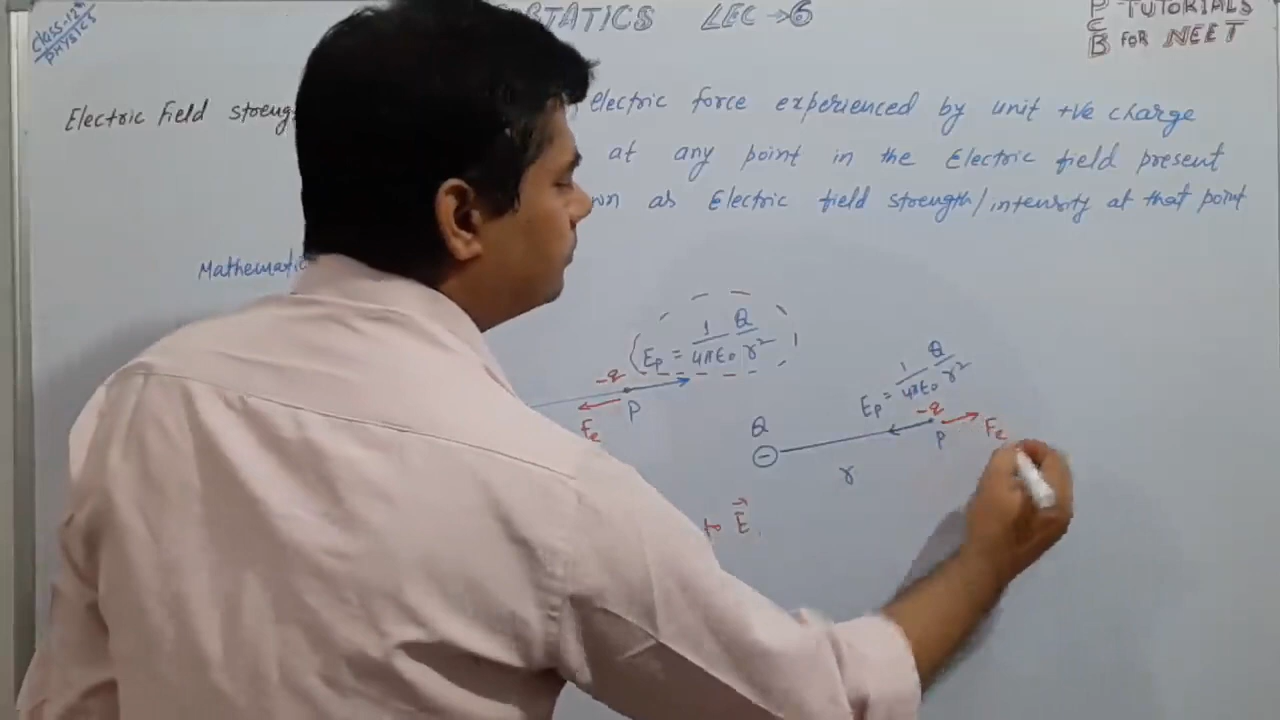 Class-12th
PHYSICS
STATICS LEC → 6
P TUTORIALS
C
B FOR NEET
Electric Field streng
electric force experienced by unit +ve charge
at any point in the Electric field present
wn as Electric field strength/intensity at that point
Mathematic
Ep = 1/4πε₀ Q/r²
-q
P
Fe
Ep = 1/4πε₀ Q/r²
-q
Q
P
Fe
−
r
to E⃗.